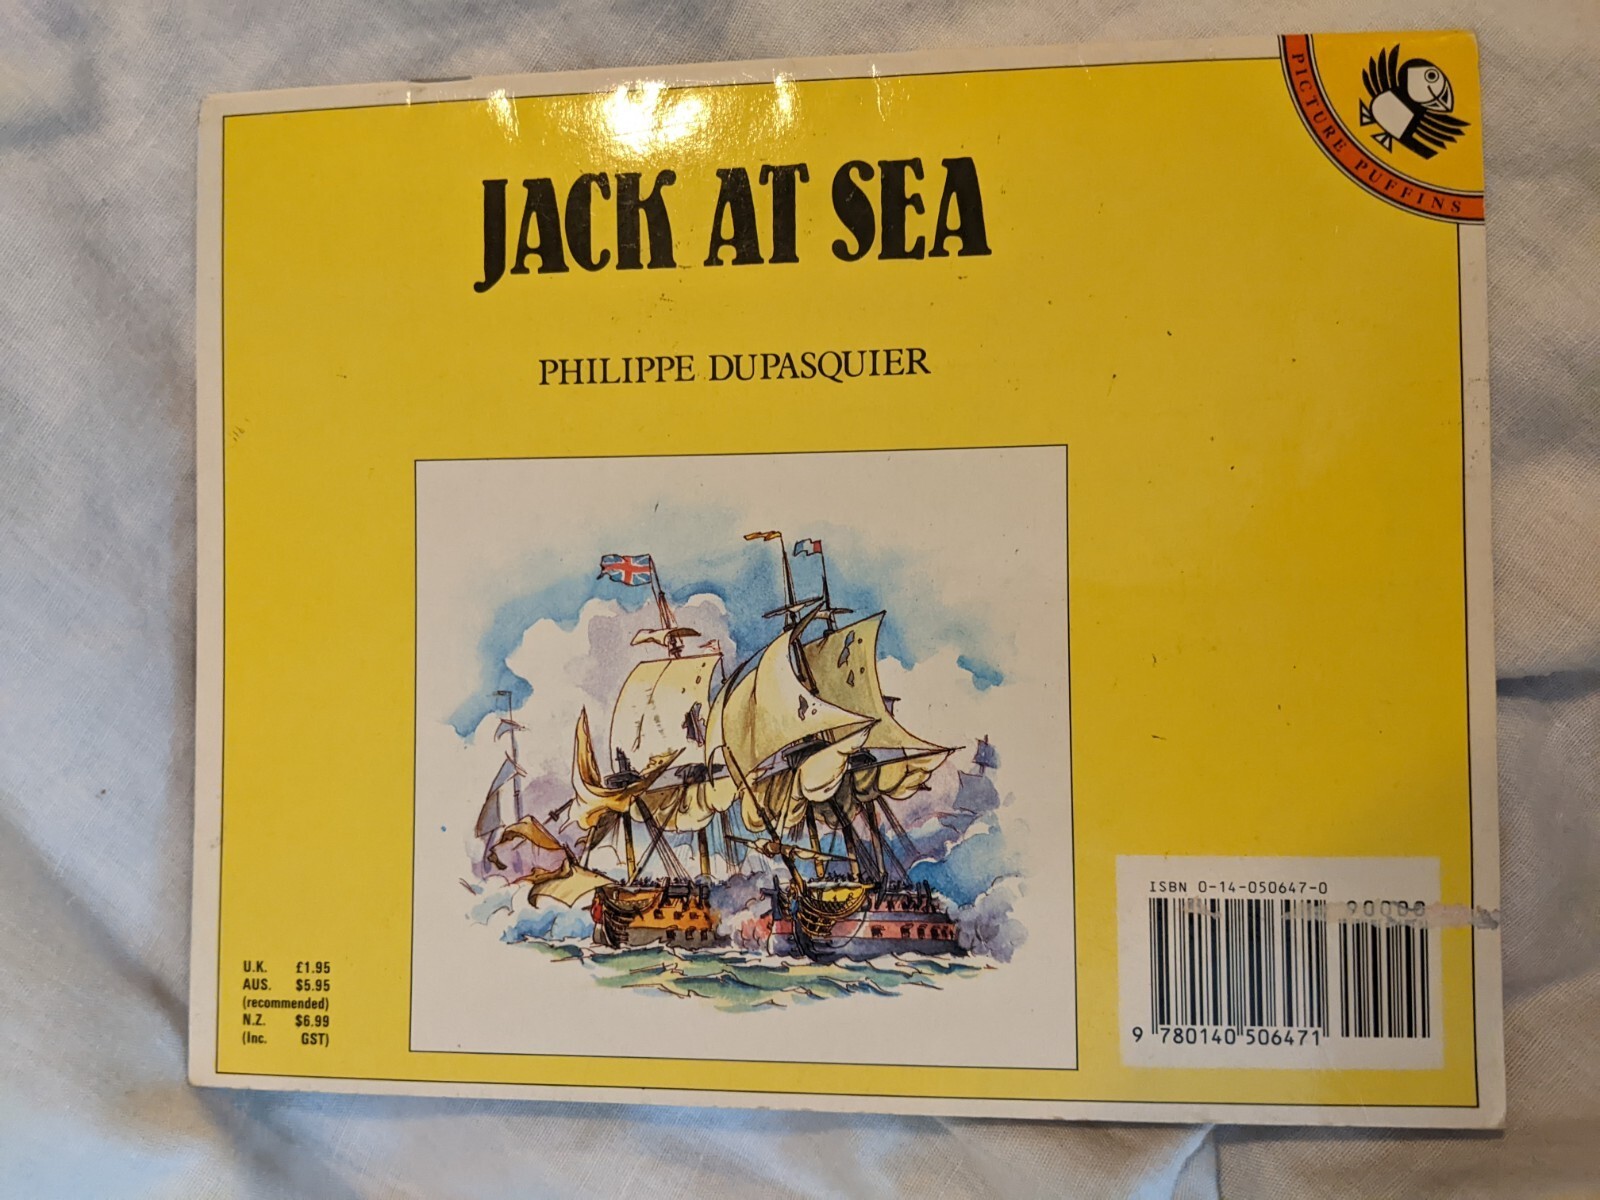 PICTURE PUFFINS
JACK AT SEA
PHILIPPE DUPASQUIER
U.K. £1.95
AUS. $5.95
(recommended)
N.Z. $6.99
(Inc. GST)
ISBN 0-14-050647-0
90000
9 780140 506471